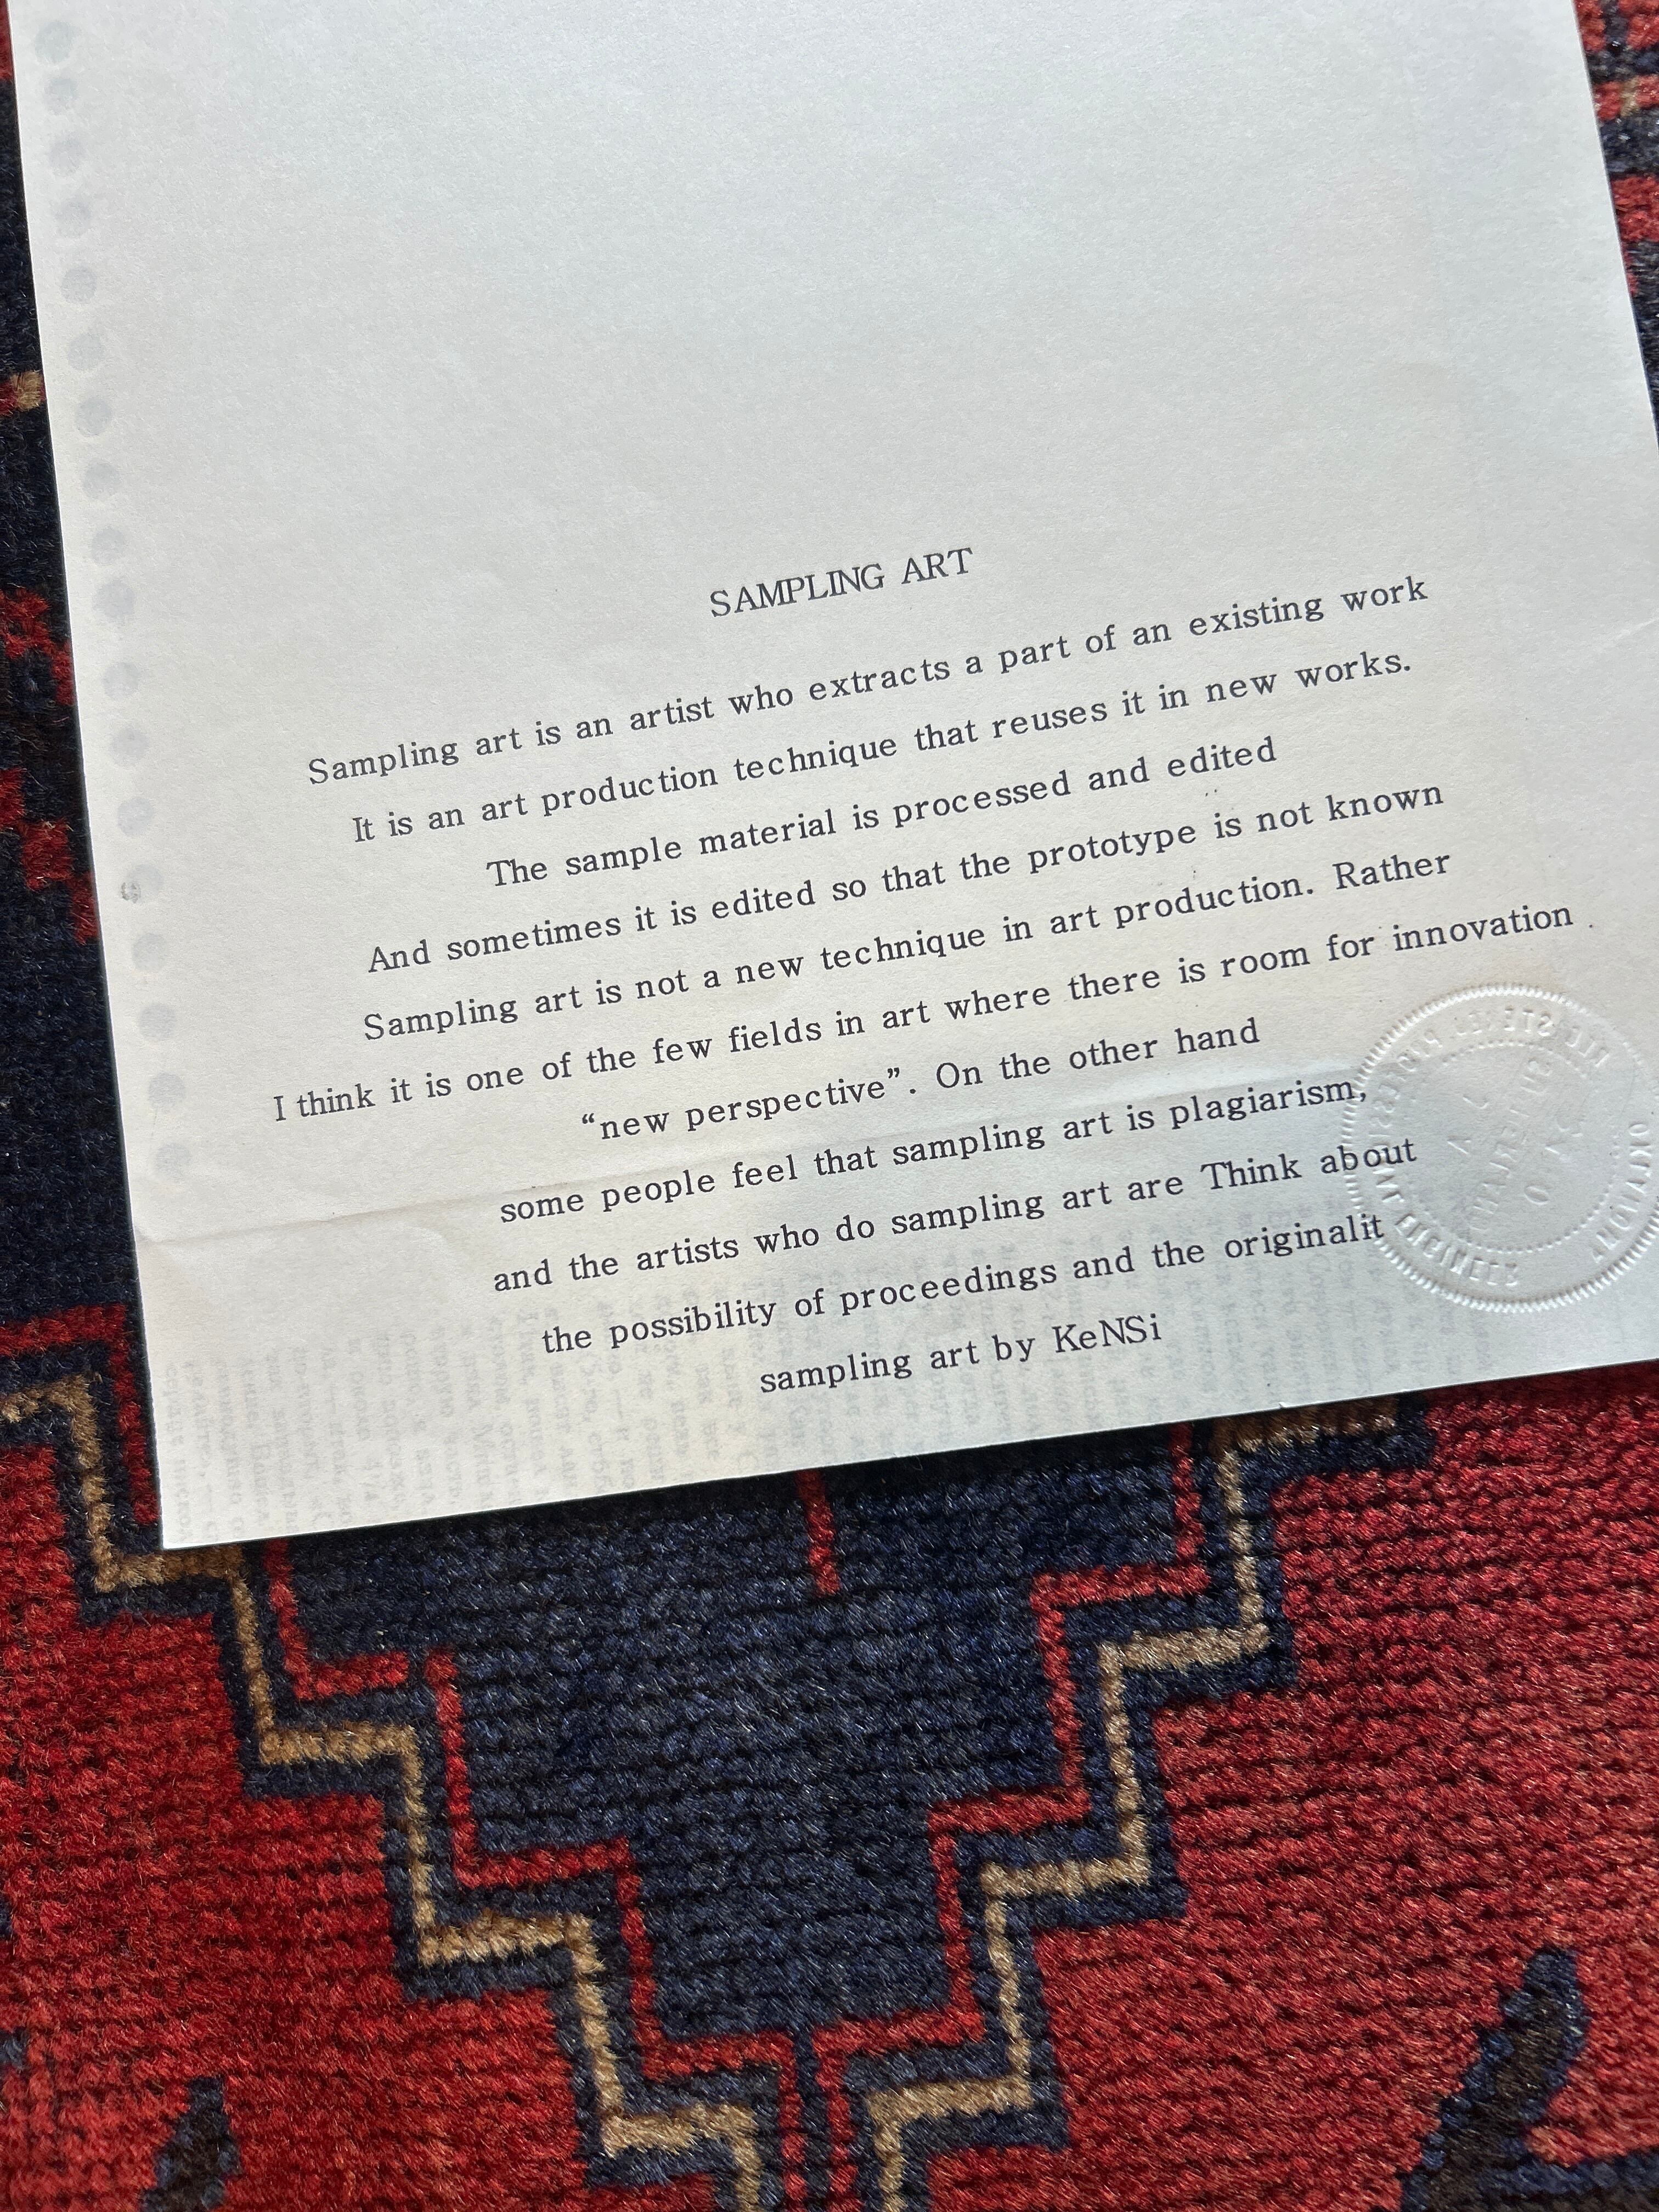 SAMPLING ART
Sampling art is an artist who extracts a part of an existing work
It is an art production technique that reuses it in new works.
The sample material is processed and edited
And sometimes it is edited so that the prototype is not known
Sampling art is not a new technique in art production. Rather
I think it is one of the few fields in art where there is room for innovation
“new perspective”. On the other hand
some people feel that sampling art is plagiarism,
and the artists who do sampling art are Think about
the possibility of proceedings and the originalit
sampling art by KeNSi